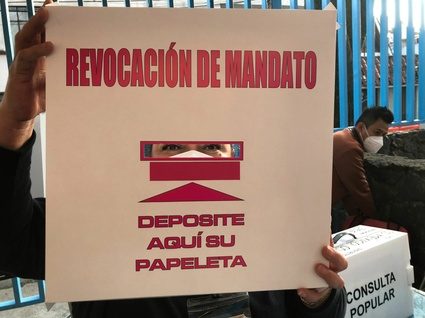 REVOCACIÓN DE MANDATO
DEPOSITE
AQUÍ SU
PAPELETA
CONSULTA
POPULAR